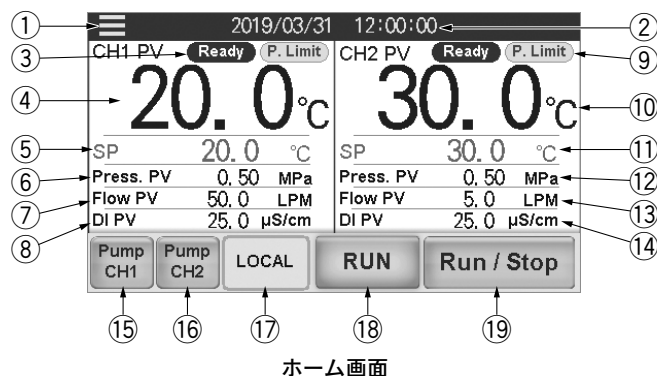 ① 2019/03/31 12:00:00 ②
③ CH1 PV Ready P. Limit CH2 PV Ready P. Limit ⑨
④ 20. 0 °C 30. 0 °C ⑩
⑤ SP 20. 0 °C SP 30. 0 °C ⑪
⑥ Press. PV 0. 50 MPa Press. PV 0. 50 MPa ⑫
⑦ Flow PV 50. 0 LPM Flow PV 5. 0 LPM ⑬
⑧ DI PV 25. 0 µS/cm DI PV 25. 0 µS/cm ⑭
Pump CH1 Pump CH2 LOCAL RUN Run / Stop
⑮ ⑯ ⑰ ⑱ ⑲
ホーム画面